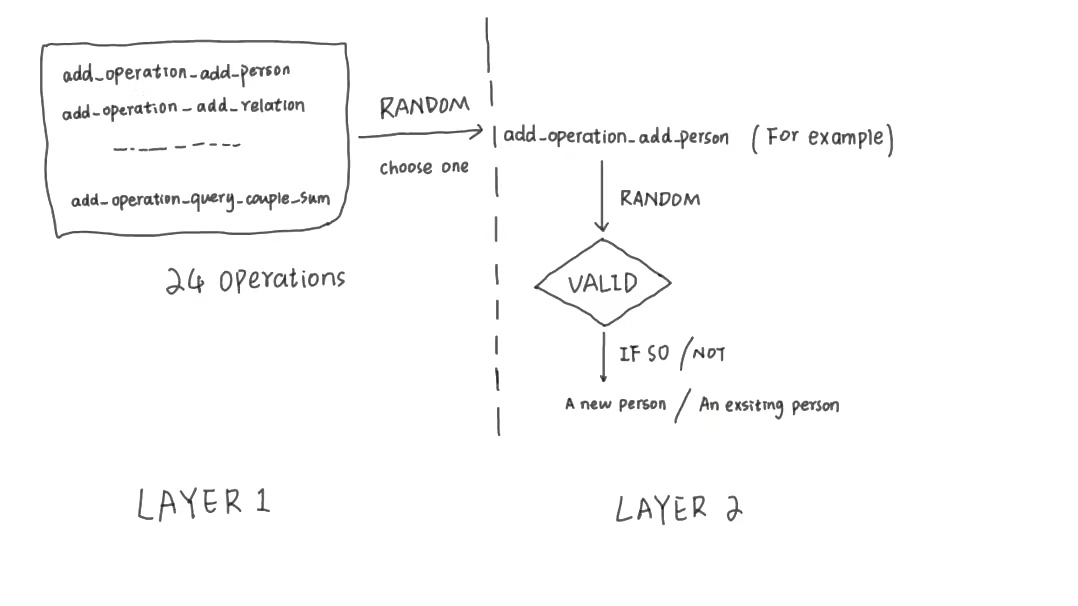 add_operation_add_person
add_operation_add_relation
add_operation_query_couple_sum
24 operations
RANDOM
choose one
add_operation_add_person (For example)
RANDOM
VALID
IF SO / NOT
A new person / An exsiting person
LAYER 1
LAYER 2